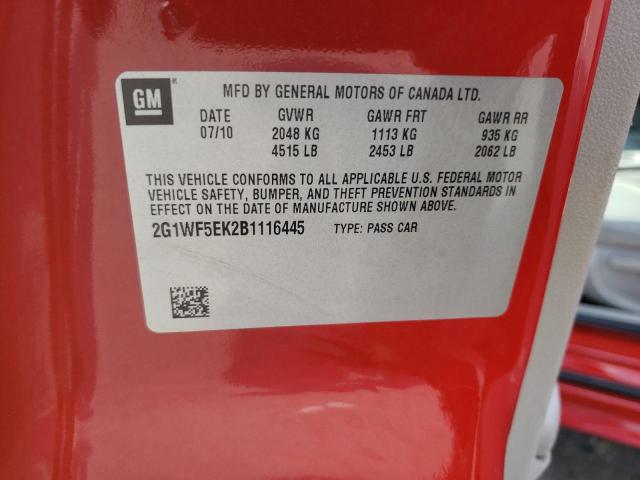 GM
MFD BY GENERAL MOTORS OF CANADA LTD.
DATE GVWR GAWR FRT GAWR RR
07/10 2048 KG 1113 KG 935 KG
4515 LB 2453 LB 2062 LB
THIS VEHICLE CONFORMS TO ALL APPLICABLE U.S. FEDERAL MOTOR
VEHICLE SAFETY, BUMPER, AND THEFT PREVENTION STANDARDS IN
EFFECT ON THE DATE OF MANUFACTURE SHOWN ABOVE.
2G1WF5EK2B1116445 TYPE: PASS CAR